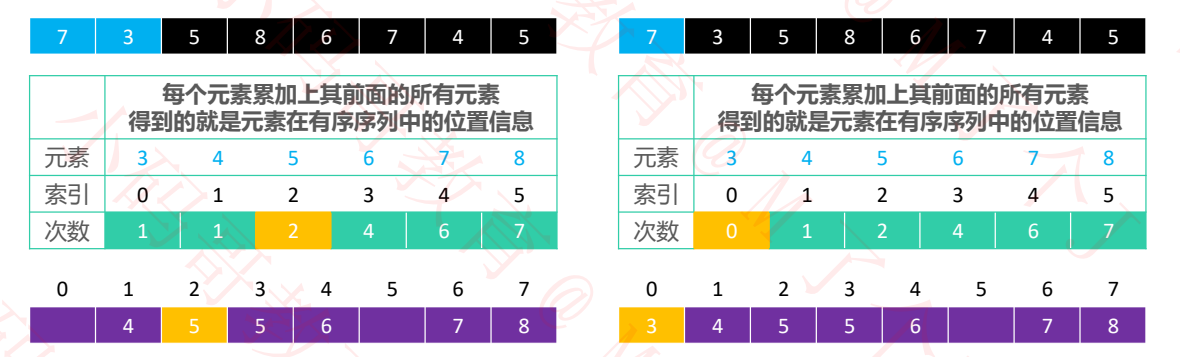 7 3 5 8 6 7 4 5
每个元素累加上其前面的所有元素
得到的就是元素在有序序列中的位置信息
元素 3 4 5 6 7 8
索引 0 1 2 3 4 5
次数 1 1 2 4 6 7
0 1 2 3 4 5 6 7
4 5 5 6 7 8
7 3 5 8 6 7 4 5
每个元素累加上其前面的所有元素
得到的就是元素在有序序列中的位置信息
元素 3 4 5 6 7 8
索引 0 1 2 3 4 5
次数 0 1 2 4 6 7
0 1 2 3 4 5 6 7
3 4 5 5 6 7 8